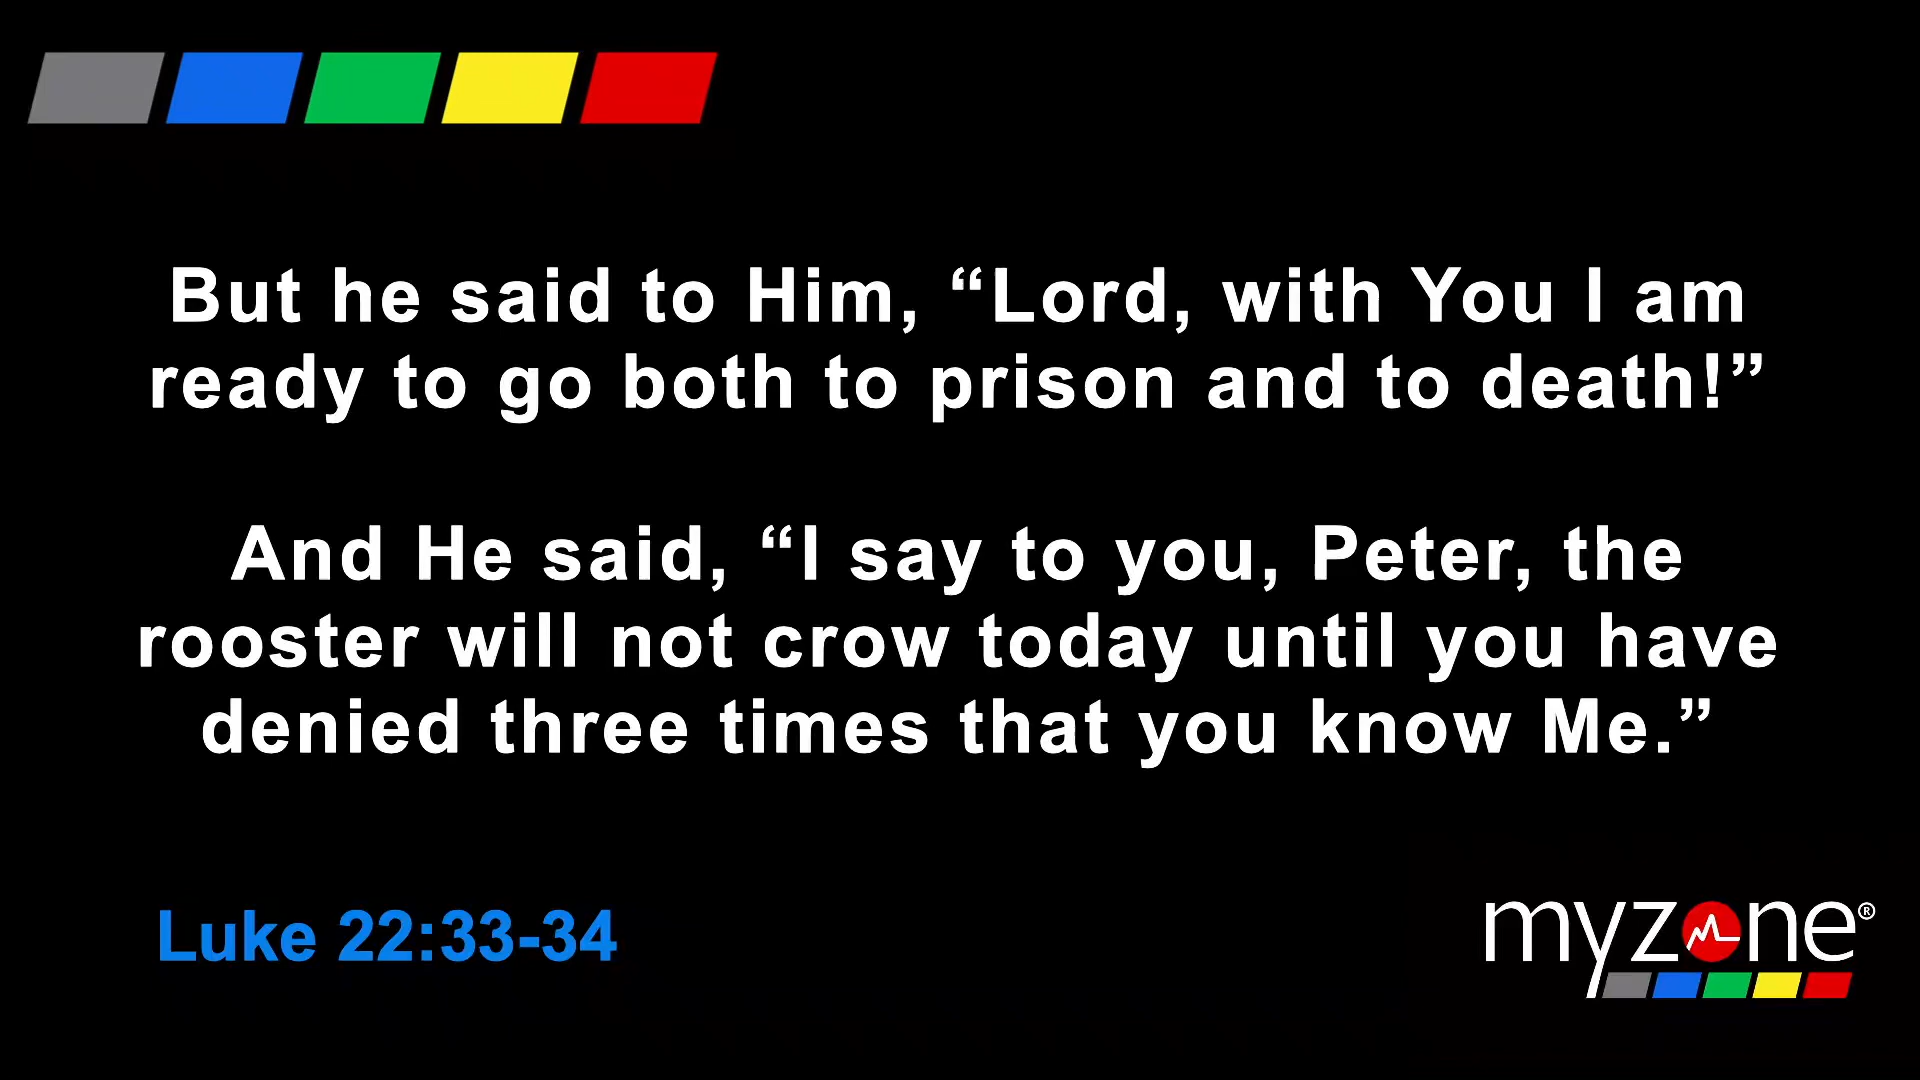 But he said to Him, “Lord, with You I am
ready to go both to prison and to death!”
And He said, “I say to you, Peter, the
rooster will not crow today until you have
denied three times that you know Me.”
Luke 22:33-34
myzone®